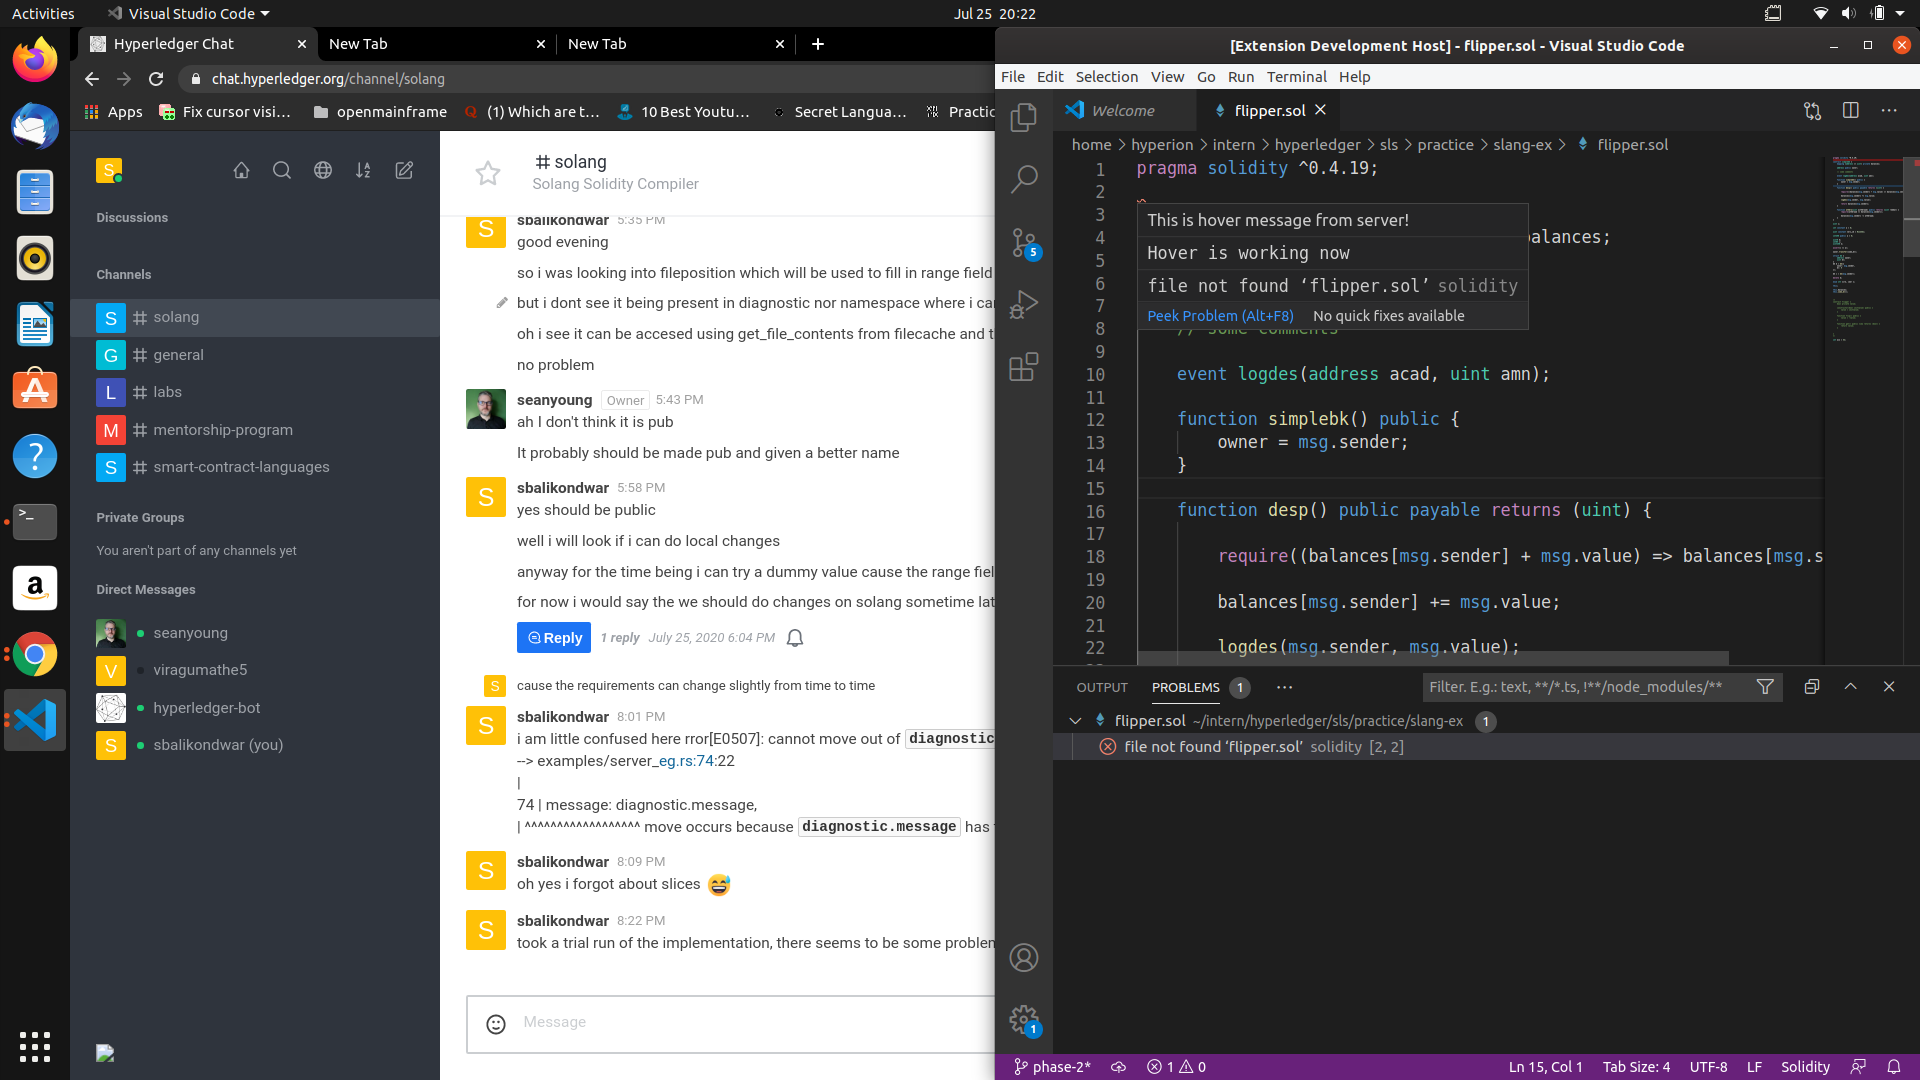 Activities
Visual Studio Code
Jul 25 20:22
Hyperledger Chat
New Tab
New Tab
chat.hyperledger.org/channel/solang
Apps
Fix cursor visi...
openmainframe
(1) Which are t...
10 Best Youtu...
Secret Langua...
Practic
S
Discussions
Channels
S # solang
G # general
L # labs
M # mentorship-program
S # smart-contract-languages
Private Groups
You aren't part of any channels yet
Direct Messages
seanyoung
V viragumathe5
hyperledger-bot
S sbalikondwar (you)
# solang
Solang Solidity Compiler
S sbalikondwar 5:35 PM
good evening
so i was looking into fileposition which will be used to fill in range field
but i dont see it being present in diagnostic nor namespace where i ca
oh i see it can be accesed using get_file_contents from filecache and t
no problem
seanyoung Owner 5:43 PM
ah I don't think it is pub
It probably should be made pub and given a better name
S sbalikondwar 5:58 PM
yes should be public
well i will look if i can do local changes
anyway for the time being i can try a dummy value cause the range fiel
for now i would say the we should do changes on solang sometime lat
Reply 1 reply July 25, 2020 6:04 PM
S cause the requirements can change slightly from time to time
S sbalikondwar 8:01 PM
i am little confused here rror[E0507]: cannot move out of diagnostic
--> examples/server_eg.rs:74:22
|
74 | message: diagnostic.message,
| ^^^^^^^^^^^^^^^^^^ move occurs because diagnostic.message has
S sbalikondwar 8:09 PM
oh yes i forgot about slices
S sbalikondwar 8:22 PM
took a trial run of the implementation, there seems to be some problem
Message
[Extension Development Host] - flipper.sol - Visual Studio Code
File Edit Selection View Go Run Terminal Help
Welcome
flipper.sol
home > hyperion > intern > hyperledger > sls > practice > slang-ex > flipper.sol
5
1
1 pragma solidity ^0.4.19;
2
3
4 balances;
5
6
7
8 // Some comments
9
10 event logdes(address acad, uint amn);
11
12 function simplebk() public {
13 owner = msg.sender;
14 }
15
16 function desp() public payable returns (uint) {
17
18 require((balances[msg.sender] + msg.value) => balances[msg.s
19
20 balances[msg.sender] += msg.value;
21
22 logdes(msg.sender, msg.value);
This is hover message from server!
Hover is working now
file not found ‘flipper.sol’ solidity
Peek Problem (Alt+F8) No quick fixes available
OUTPUT PROBLEMS 1
Filter. E.g.: text, **/*.ts, !**/node_modules/**
flipper.sol ~/intern/hyperledger/sls/practice/slang-ex 1
file not found ‘flipper.sol’ solidity [2, 2]
phase-2* 1 0
Ln 15, Col 1 Tab Size: 4 UTF-8 LF Solidity